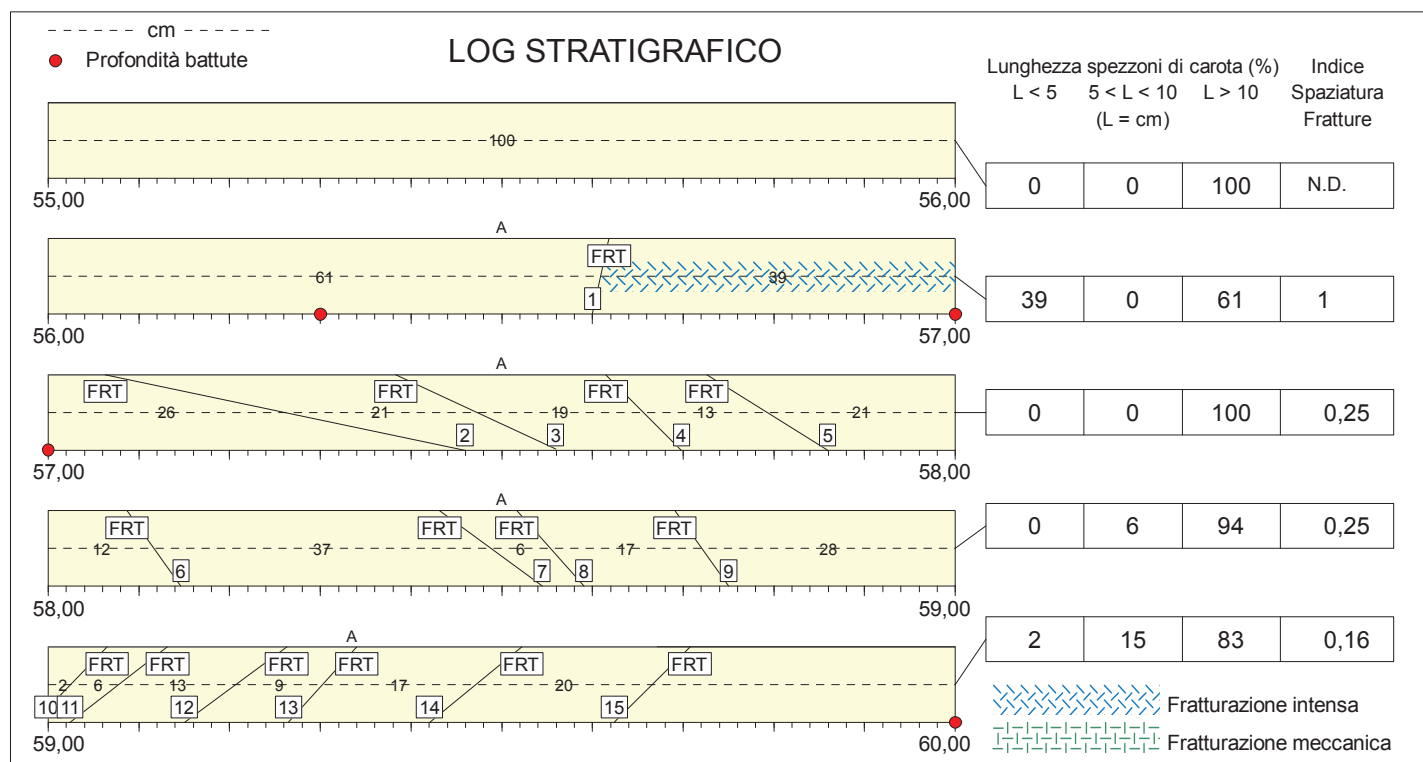 cm
Profondità battute
LOG STRATIGRAFICO
Lunghezza spezzoni di carota (%)
Indice Spaziatura Fratture
L < 5
5 < L < 10
L > 10
(L = cm)
100
55,00
56,00
0 0 100 N.D.
A
FRT
61
39
1
56,00
57,00
39 0 61 1
A
FRT FRT FRT FRT
26 21 19 13 21
2 3 4 5
57,00
58,00
0 0 100 0,25
A
FRT FRT FRT FRT
12 37 6 17 28
6 7 8 9
58,00
59,00
0 6 94 0,25
A
FRT FRT FRT FRT FRT FRT
2 6 13 9 17 20
10 11 12 13 14 15
59,00
60,00
2 15 83 0,16
Fratturazione intensa
Fratturazione meccanica